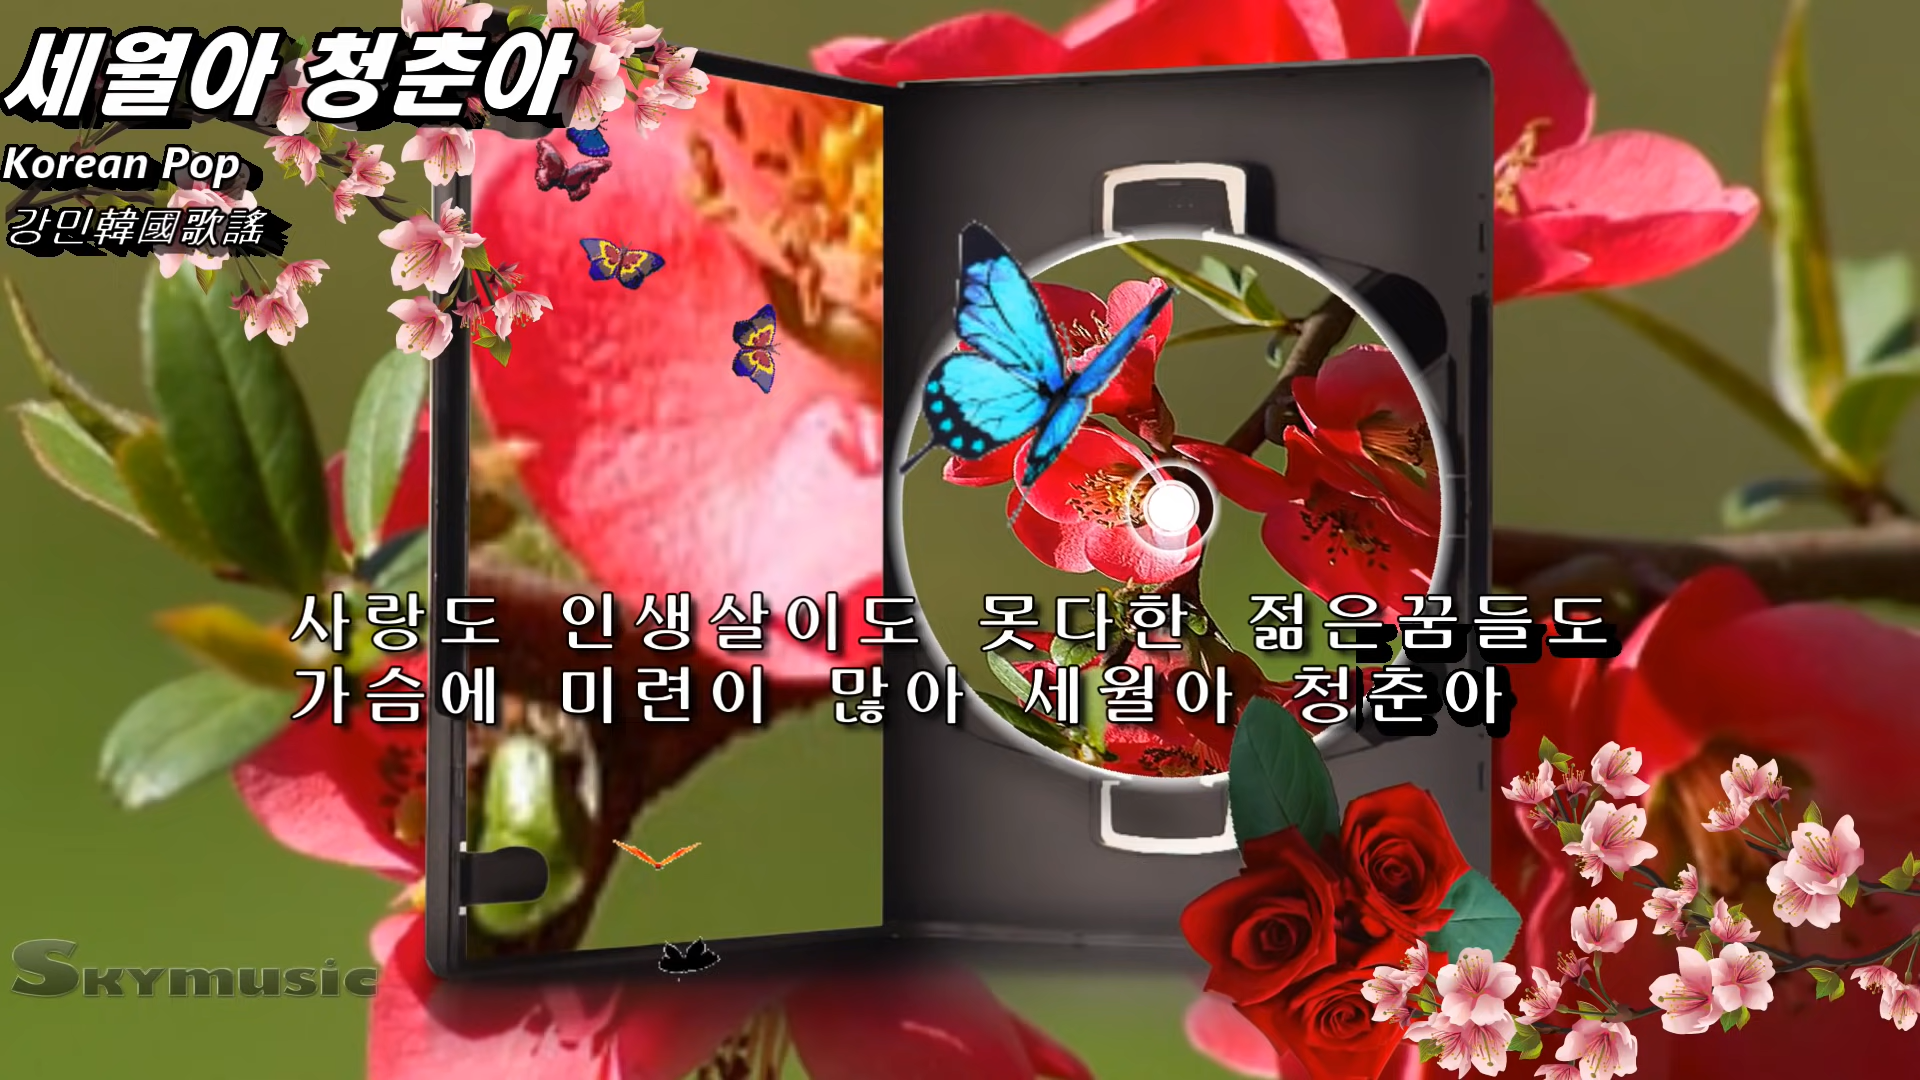 세월아 청춘아
Korean Pop
강민韓國歌謠
사랑도 인생살이도 못다한 젊은꿈들도
가슴에 미련이 많아 세월아 청춘아
Skymusic